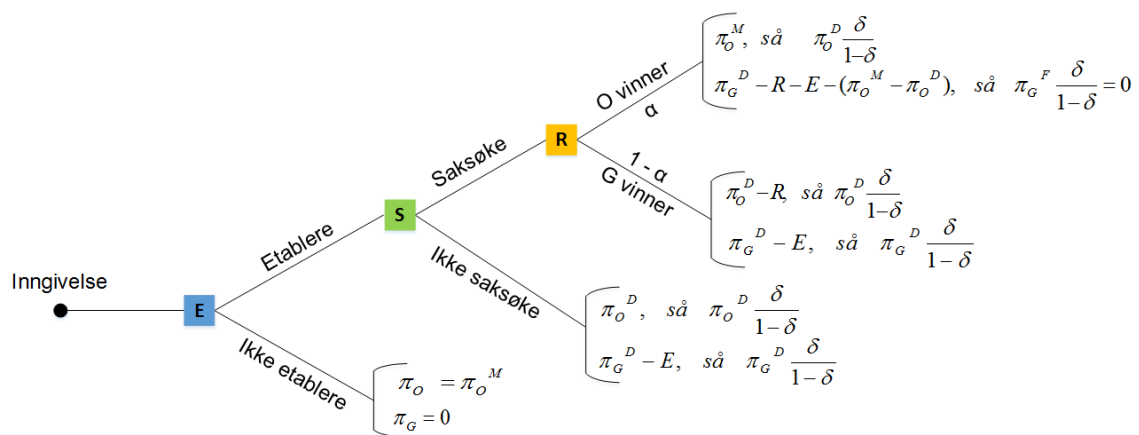 Inngivelse
E
Etablere
Ikke etablere
S
Saksøke
Ikke saksøke
R
O vinner
α
1 - α
G vinner
π_O^M, så π_O^D δ/(1-δ)
π_G^D - R - E - (π_O^M - π_O^D), så π_G^F δ/(1-δ) = 0
π_O^D - R, så π_O^D δ/(1-δ)
π_G^D - E, så π_G^D δ/(1-δ)
π_O^D, så π_O^D δ/(1-δ)
π_G^D - E, så π_G^D δ/(1-δ)
π_O = π_O^M
π_G = 0